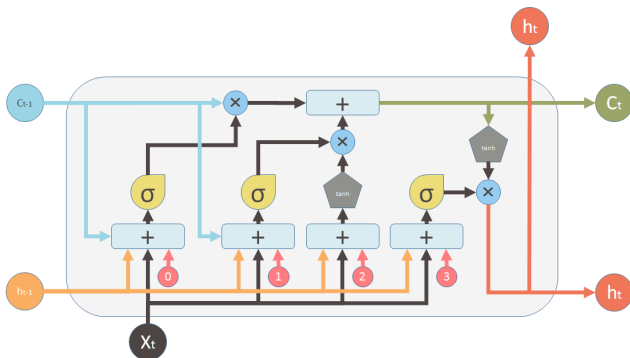 hₜ
Cₜ₋₁
×
+
Cₜ
×
tanh
σ
σ
tanh
σ
×
+
+
+
+
0
1
2
3
hₜ₋₁
hₜ
Xₜ